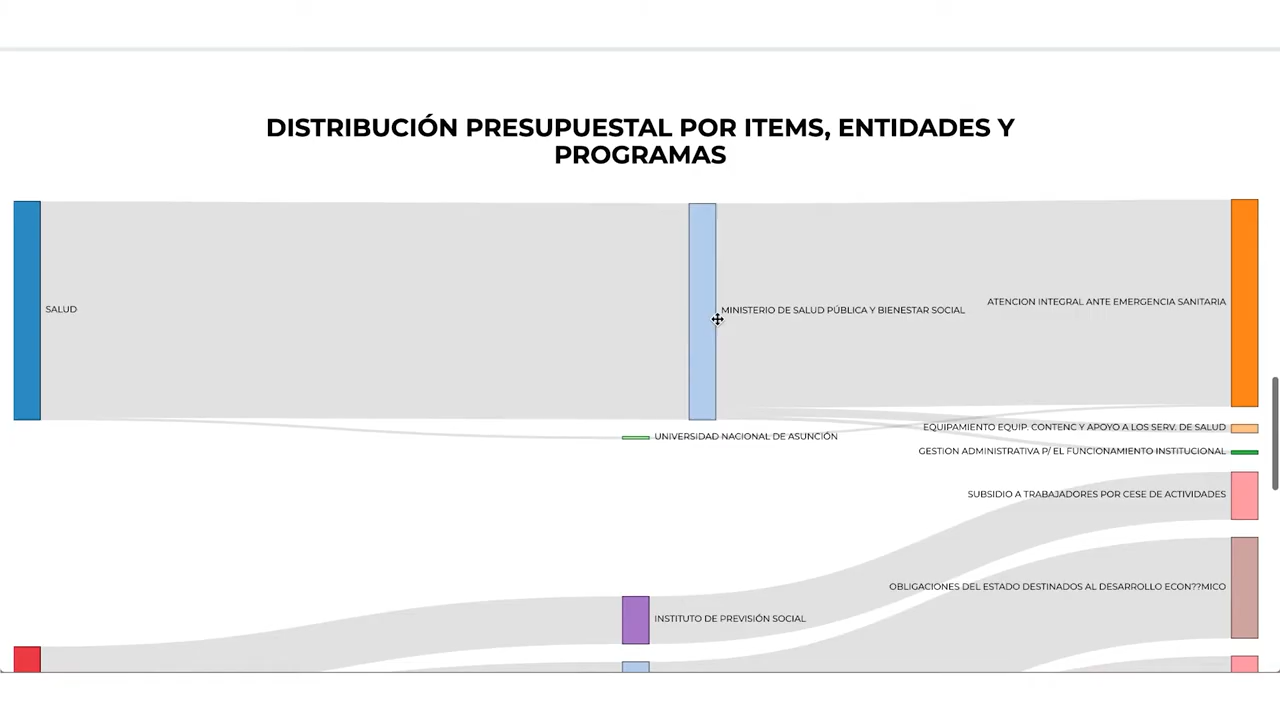 DISTRIBUCIÓN PRESUPUESTAL POR ITEMS, ENTIDADES Y
PROGRAMAS
SALUD
MINISTERIO DE SALUD PÚBLICA Y BIENESTAR SOCIAL
ATENCION INTEGRAL ANTE EMERGENCIA SANITARIA
UNIVERSIDAD NACIONAL DE ASUNCIÓN
EQUIPAMIENTO EQUIP. CONTENC Y APOYO A LOS SERV. DE SALUD
GESTION ADMINISTRATIVA P/ EL FUNCIONAMIENTO INSTITUCIONAL
SUBSIDIO A TRABAJADORES POR CESE DE ACTIVIDADES
OBLIGACIONES DEL ESTADO DESTINADOS AL DESARROLLO ECON??MICO
INSTITUTO DE PREVISIÓN SOCIAL